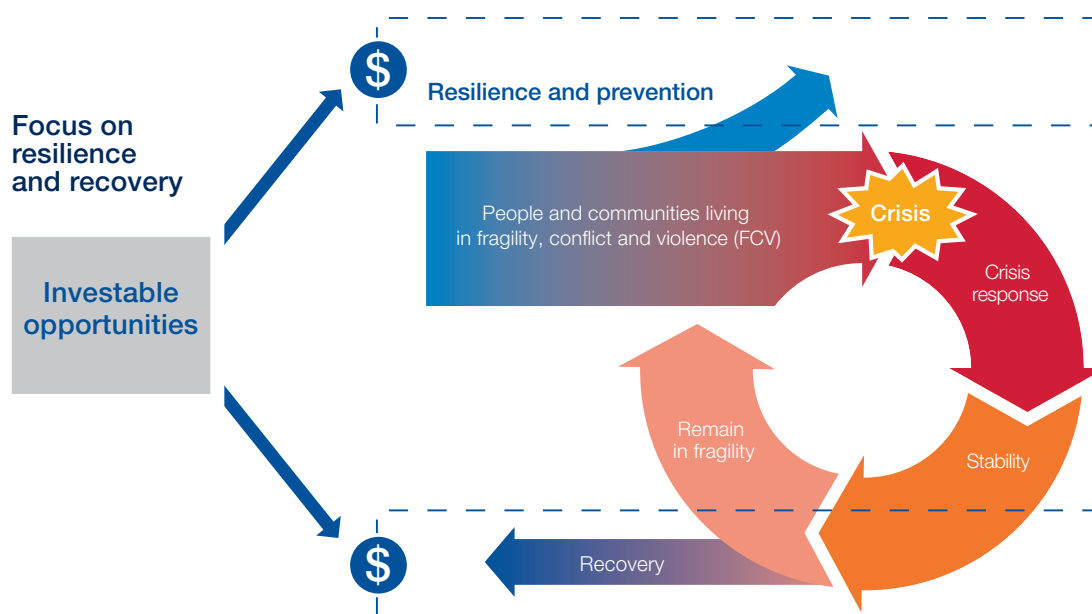 $
Resilience and prevention
Focus on
resilience
and recovery
People and communities living
in fragility, conflict and violence (FCV)
Crisis
Crisis
response
Investable
opportunities
Remain
in fragility
Stability
$
Recovery